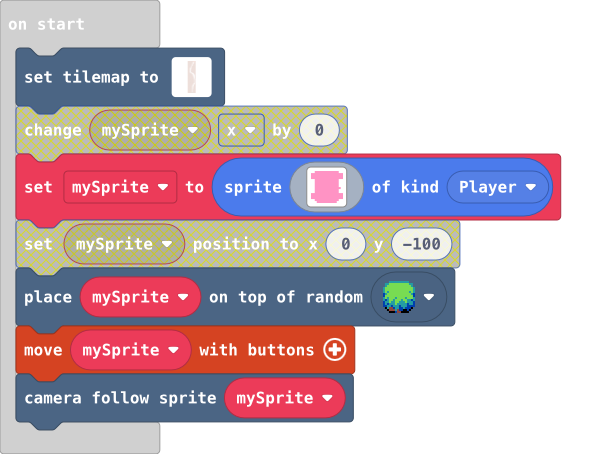 on start
set tilemap to
change mySprite x by 0
set mySprite to sprite of kind Player
set mySprite position to x 0 y -100
place mySprite on top of random
move mySprite with buttons
camera follow sprite mySprite